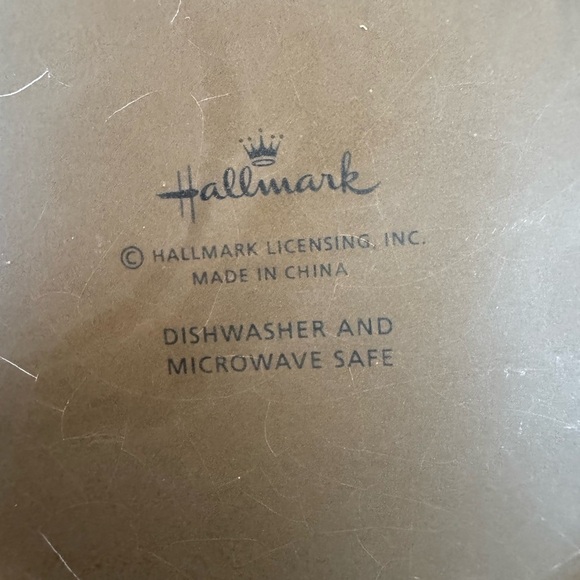 Hallmark
© HALLMARK LICENSING, INC.
MADE IN CHINA
DISHWASHER AND
MICROWAVE SAFE